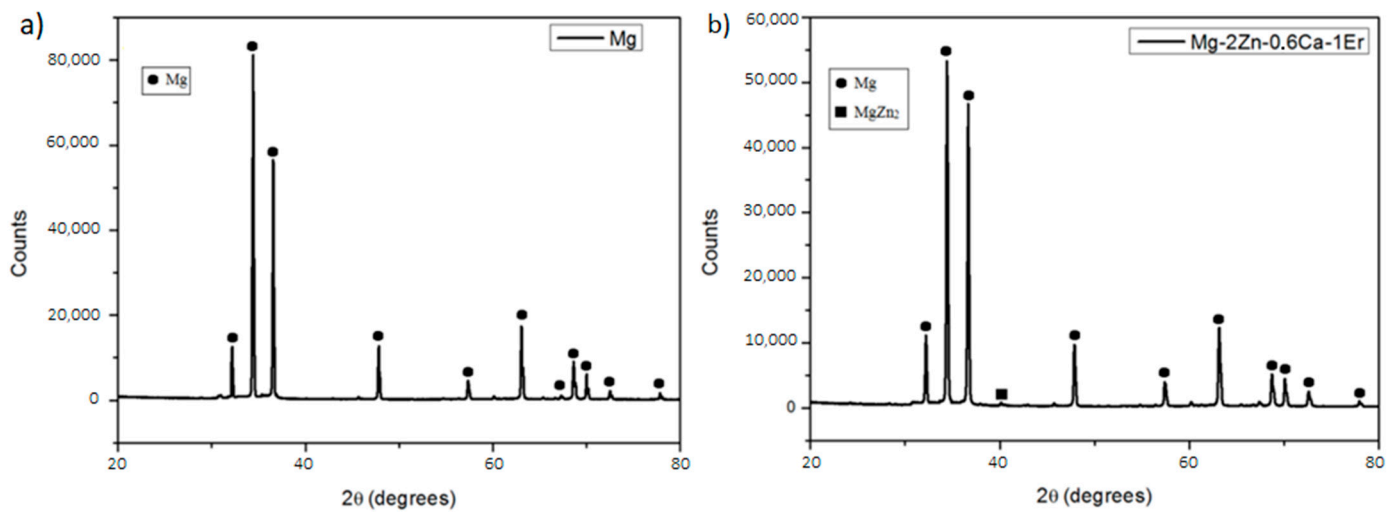 a)
Mg
● Mg
80,000
60,000
40,000
20,000
0
Counts
20
40
60
80
2θ (degrees)
b)
Mg-2Zn-0.6Ca-1Er
● Mg
■ MgZn₂
60,000
50,000
40,000
30,000
20,000
10,000
0
Counts
20
40
60
80
2θ (degrees)